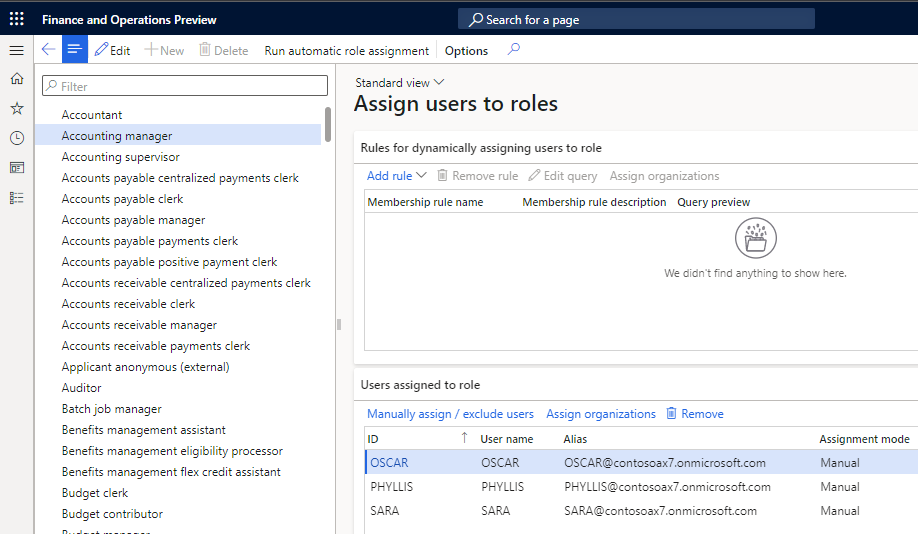 Finance and Operations Preview
Search for a page
Edit
New
Delete
Run automatic role assignment
Options
Filter
Accountant
Accounting manager
Accounting supervisor
Accounts payable centralized payments clerk
Accounts payable clerk
Accounts payable manager
Accounts payable payments clerk
Accounts payable positive payment clerk
Accounts receivable centralized payments clerk
Accounts receivable clerk
Accounts receivable manager
Accounts receivable payments clerk
Applicant anonymous (external)
Auditor
Batch job manager
Benefits management assistant
Benefits management eligibility processor
Benefits management flex credit assistant
Budget clerk
Budget contributor
Budget manager
Standard view
Assign users to roles
Rules for dynamically assigning users to role
Add rule Remove rule Edit query Assign organizations
Membership rule name Membership rule description Query preview
We didn't find anything to show here.
Users assigned to role
Manually assign / exclude users Assign organizations Remove
ID User name Alias Assignment mode
OSCAR OSCAR OSCAR@contosoax7.onmicrosoft.com Manual
PHYLLIS PHYLLIS PHYLLIS@contosoax7.onmicrosoft.com Manual
SARA SARA SARA@contosoax7.onmicrosoft.com Manual